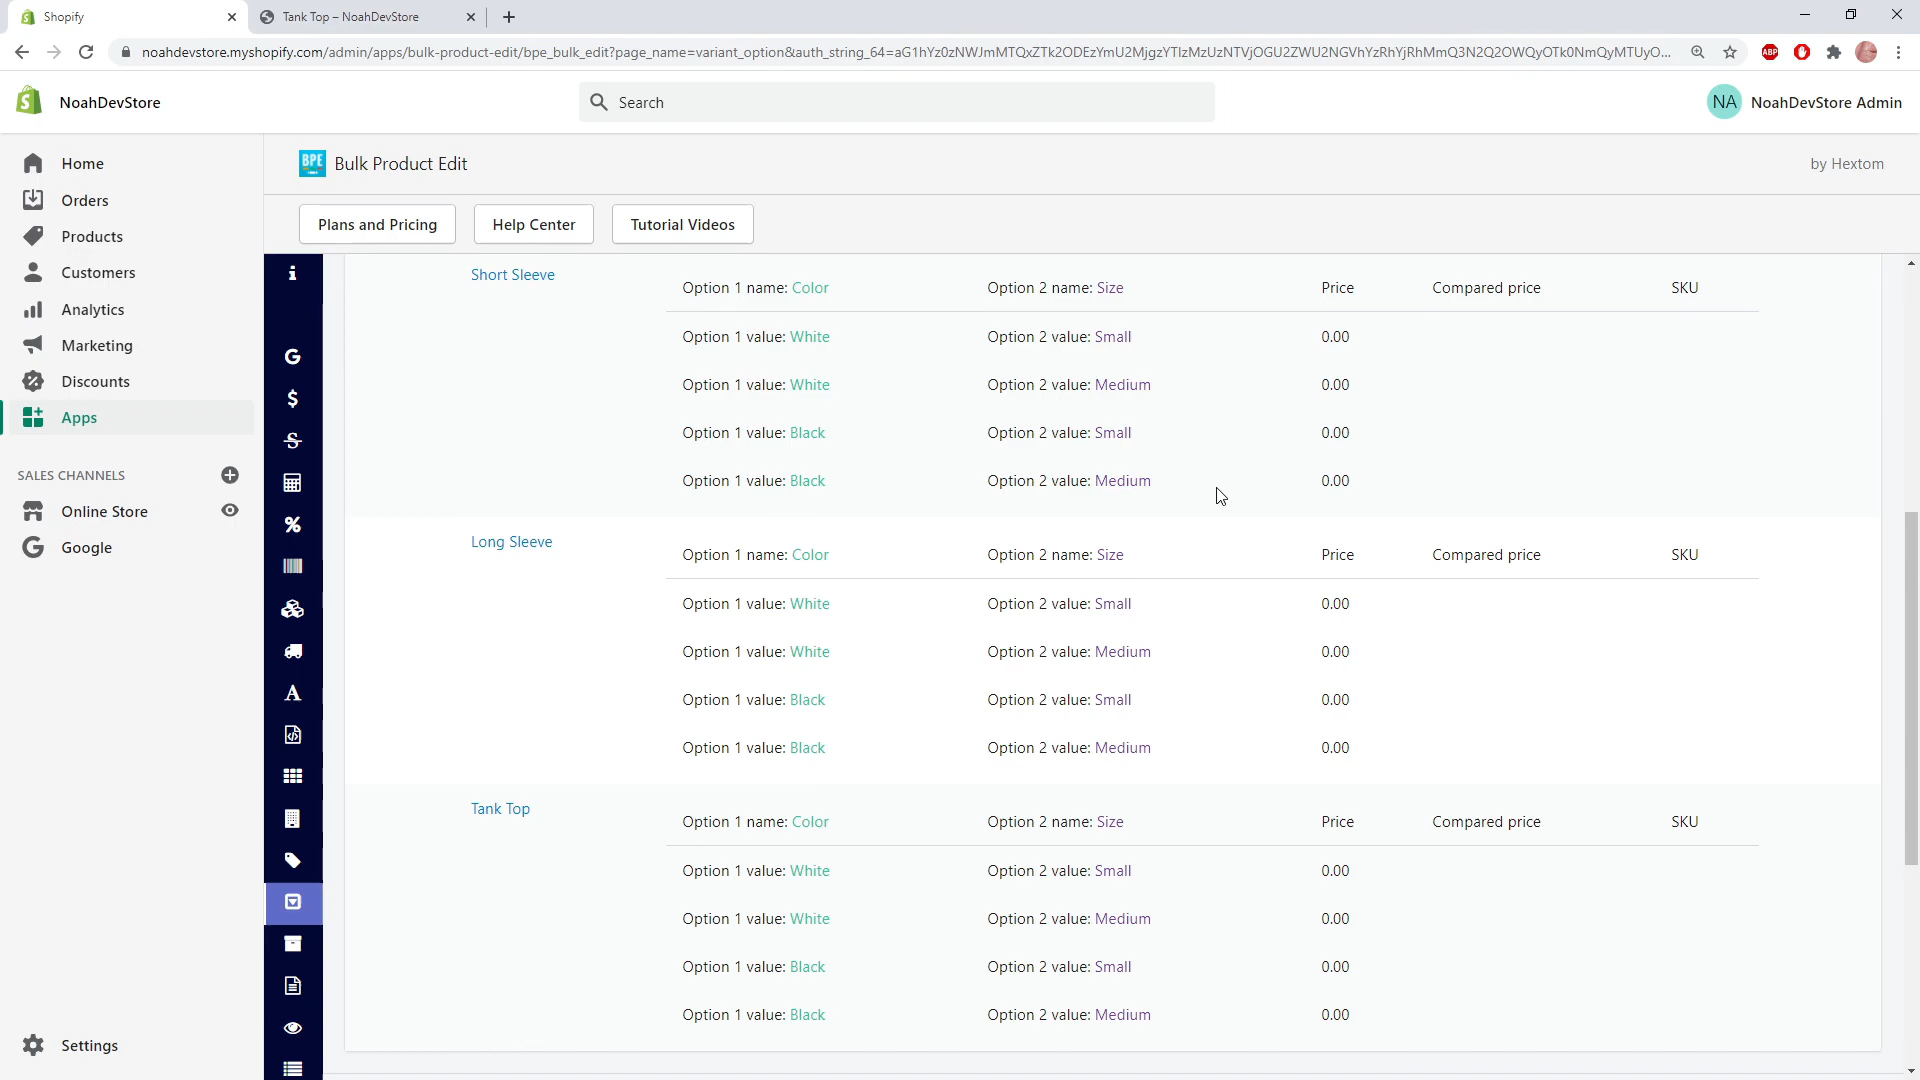 Shopify
Tank Top – NoahDevStore
noahdevstore.myshopify.com/admin/apps/bulk-product-edit/bpe_bulk_edit?page_name=variant_option&auth_string_64=aG1hYz0zNWJmMTQxZTk2ODEzYmU2MjgzYTIzMzUzNTVjOGU2ZWU2NGVhYzRhYjRhMmQ3N2Q2OWQyOTk0NmQyMTUyO...
ABP
NoahDevStore
Search
NA NoahDevStore Admin
Home
Orders
Products
Customers
Analytics
Marketing
Discounts
Apps
SALES CHANNELS
Online Store
Google
Settings
BPE Bulk Product Edit
by Hextom
Plans and Pricing
Help Center
Tutorial Videos
Short Sleeve
Option 1 name: Color Option 2 name: Size Price Compared price SKU
Option 1 value: White Option 2 value: Small 0.00
Option 1 value: White Option 2 value: Medium 0.00
Option 1 value: Black Option 2 value: Small 0.00
Option 1 value: Black Option 2 value: Medium 0.00
Long Sleeve
Option 1 name: Color Option 2 name: Size Price Compared price SKU
Option 1 value: White Option 2 value: Small 0.00
Option 1 value: White Option 2 value: Medium 0.00
Option 1 value: Black Option 2 value: Small 0.00
Option 1 value: Black Option 2 value: Medium 0.00
Tank Top
Option 1 name: Color Option 2 name: Size Price Compared price SKU
Option 1 value: White Option 2 value: Small 0.00
Option 1 value: White Option 2 value: Medium 0.00
Option 1 value: Black Option 2 value: Small 0.00
Option 1 value: Black Option 2 value: Medium 0.00